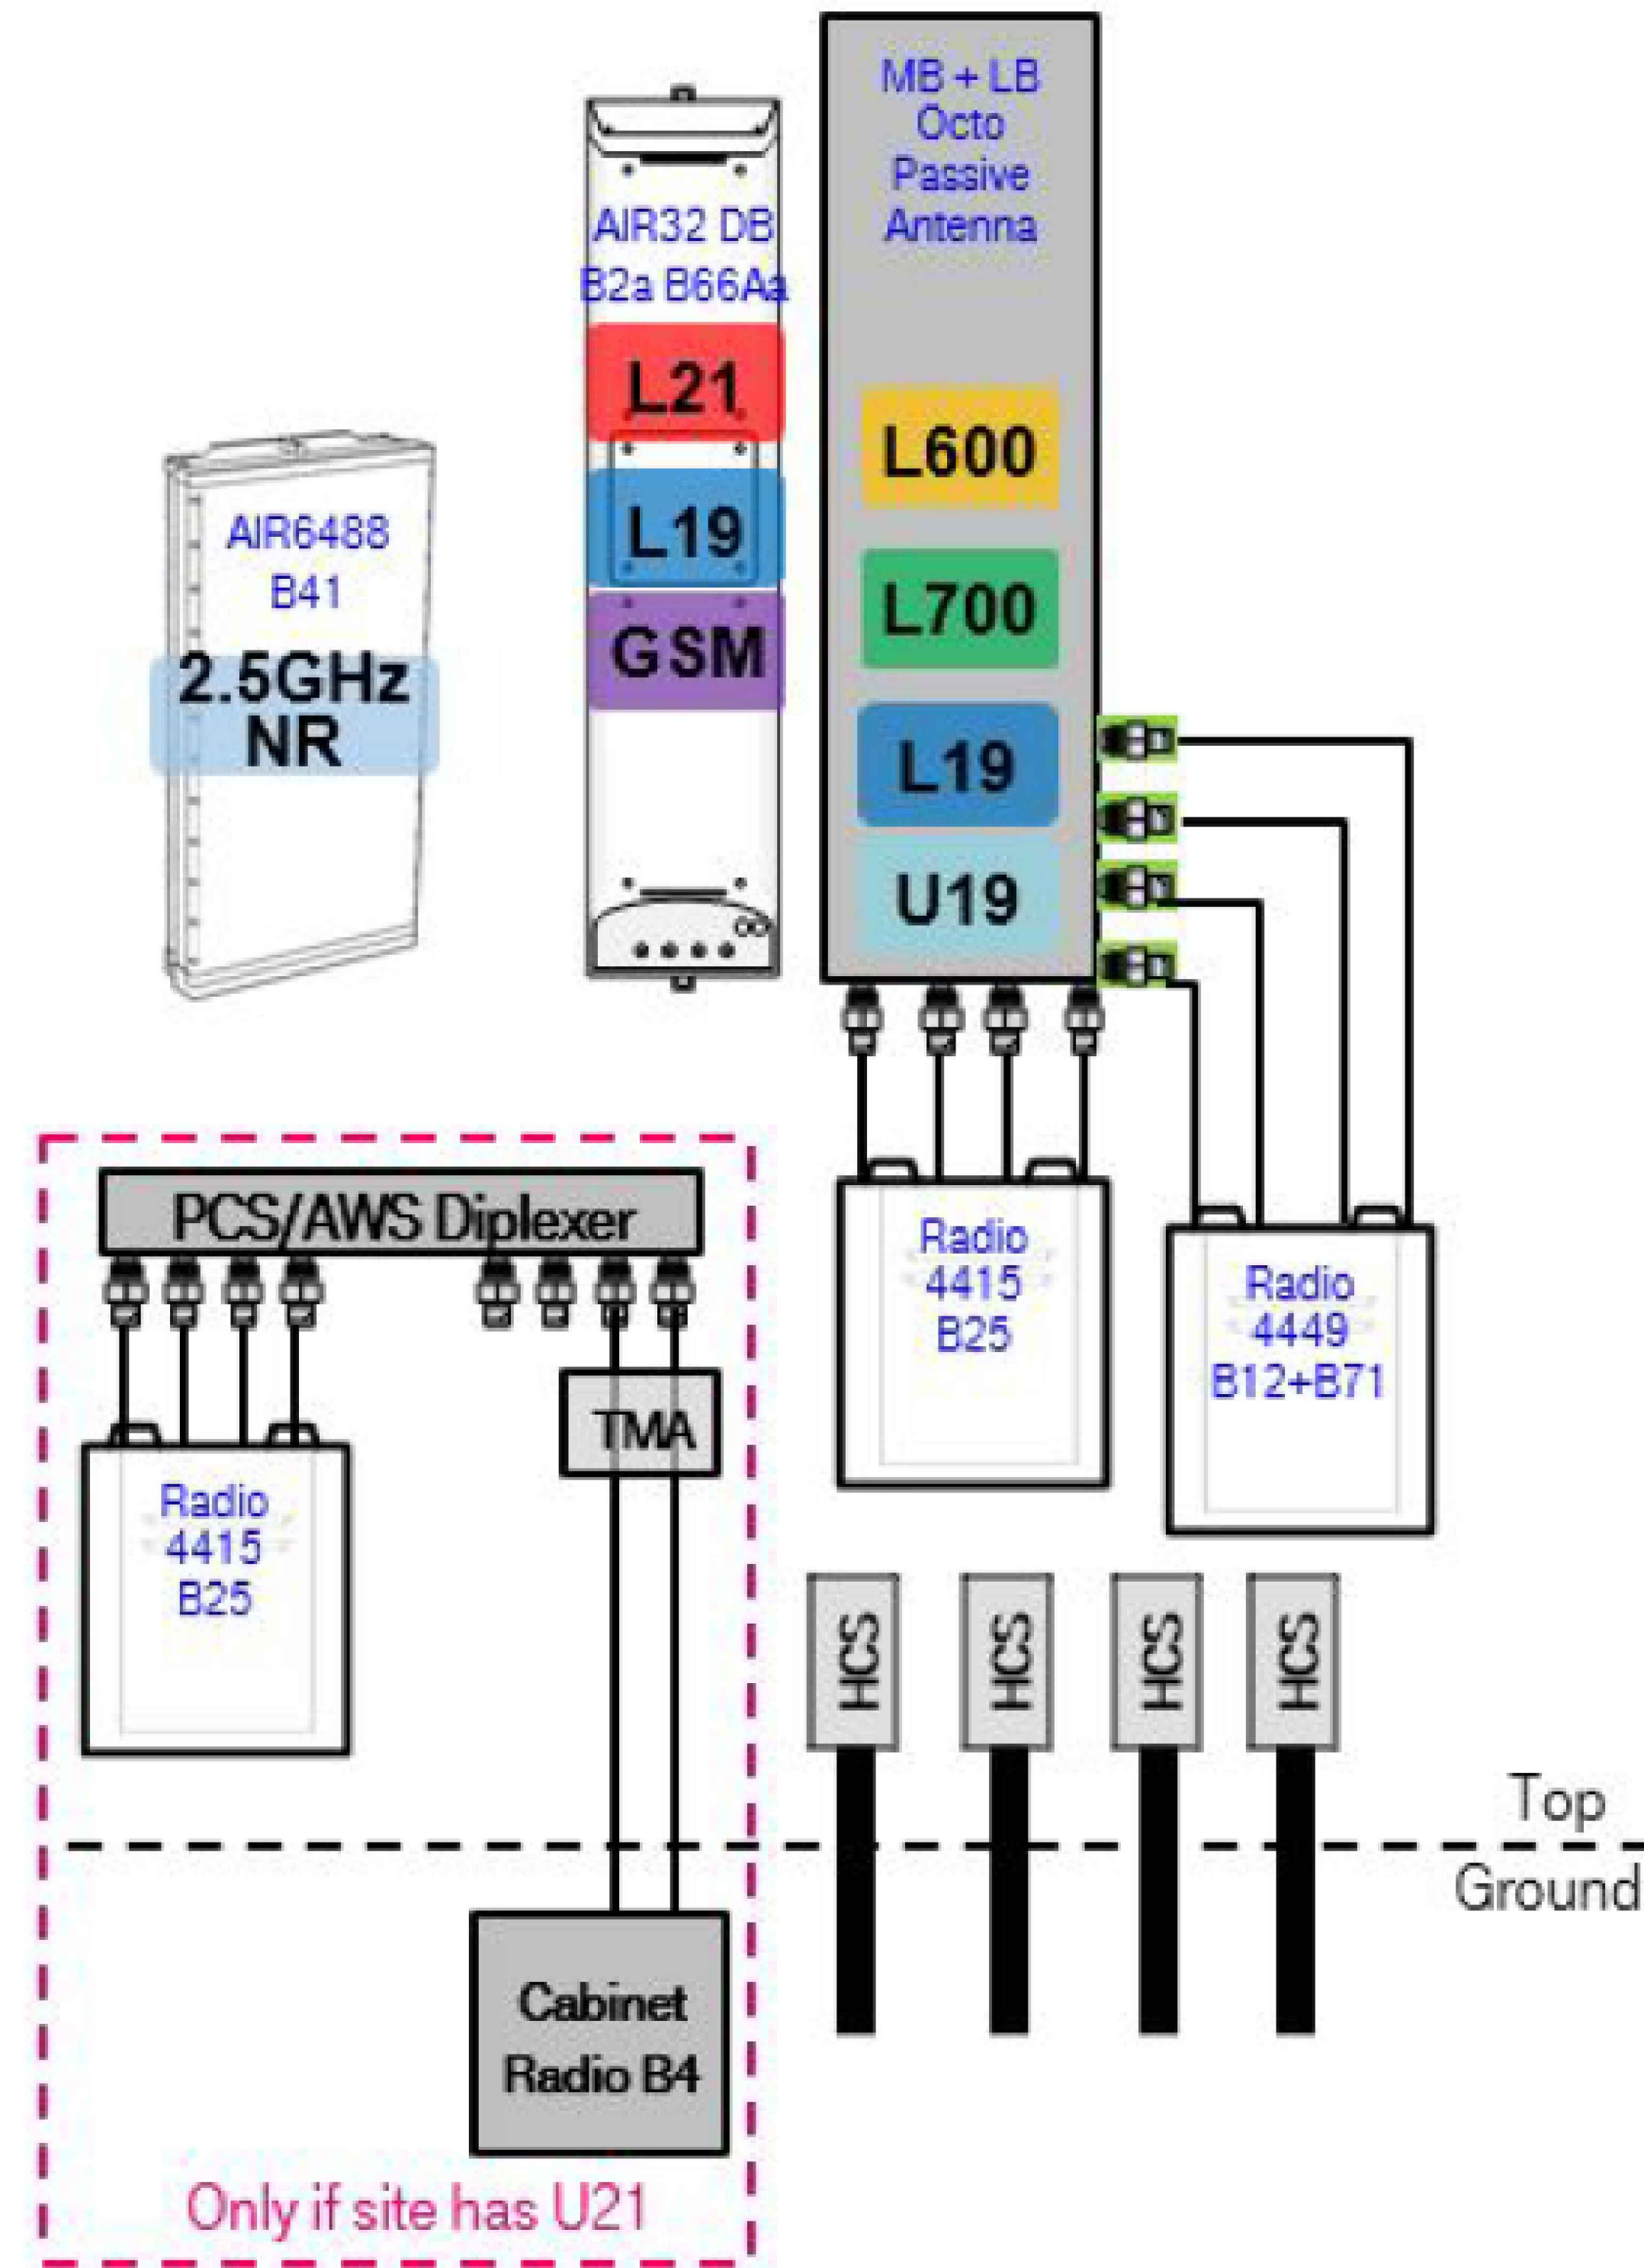 MB + LB
Octo
Passive
Antenna
AIR32 DB
B2a B66Aa
L21
L19
GSM
L600
L700
L19
U19
AIR6488
B41
2.5GHz
NR
PCS/AWS Diplexer
TMA
Radio
4415
B25
Radio
4415
B25
Radio
4449
B12+B71
HCS
HCS
HCS
HCS
Top
Ground
Cabinet
Radio B4
Only if site has U21